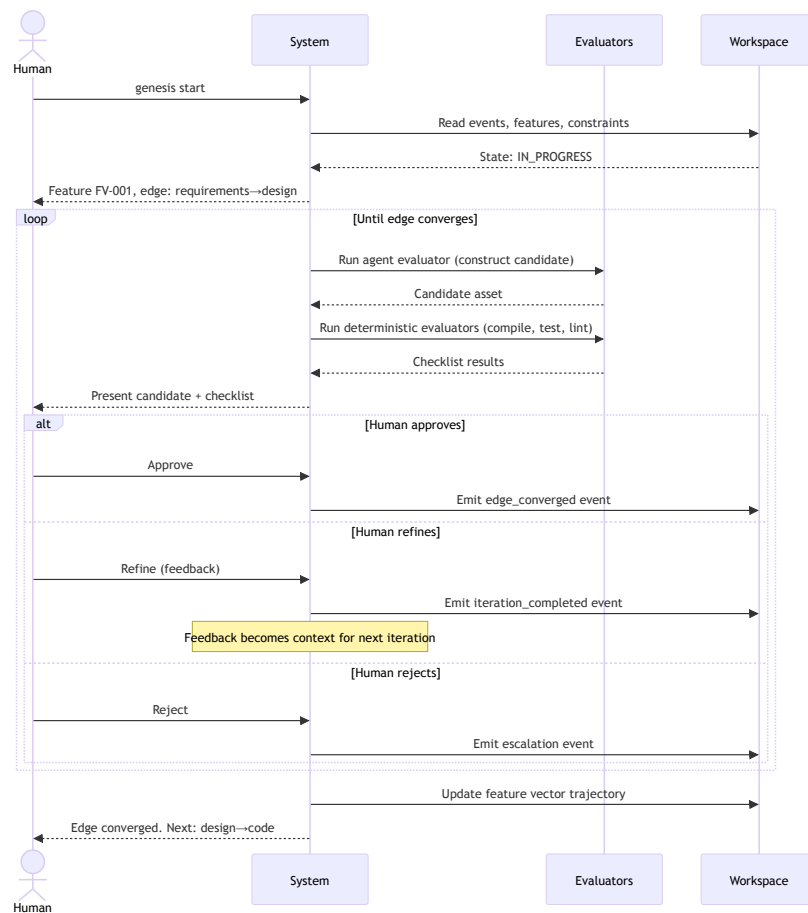 Human
System
Evaluators
Workspace
genesis start
Read events, features, constraints
State: IN_PROGRESS
Feature FV-001, edge: requirements→design
loop
[Until edge converges]
Run agent evaluator (construct candidate)
Candidate asset
Run deterministic evaluators (compile, test, lint)
Checklist results
Present candidate + checklist
alt
[Human approves]
Approve
Emit edge_converged event
[Human refines]
Refine (feedback)
Emit iteration_completed event
Feedback becomes context for next iteration
[Human rejects]
Reject
Emit escalation event
Update feature vector trajectory
Edge converged. Next: design→code
Human
System
Evaluators
Workspace